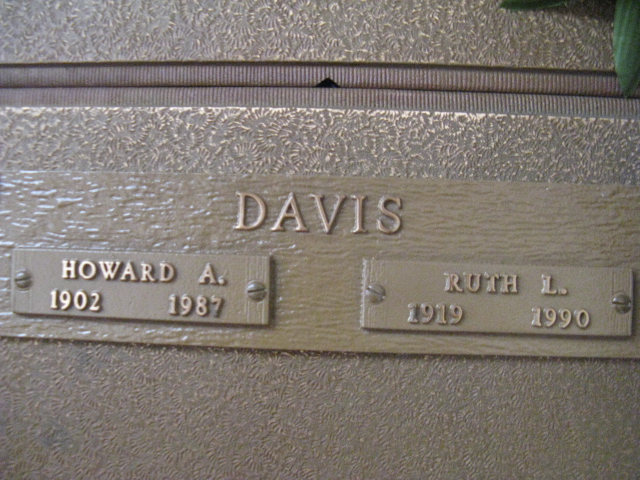 DAVIS
HOWARD A.
1902 1987
RUTH L.
1919 1990